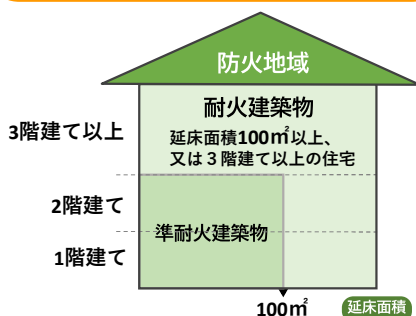 防火地域
耐火建築物
延床面積100㎡以上、
又は３階建て以上の住宅
3階建て以上
2階建て
準耐火建築物
1階建て
100㎡
延床面積